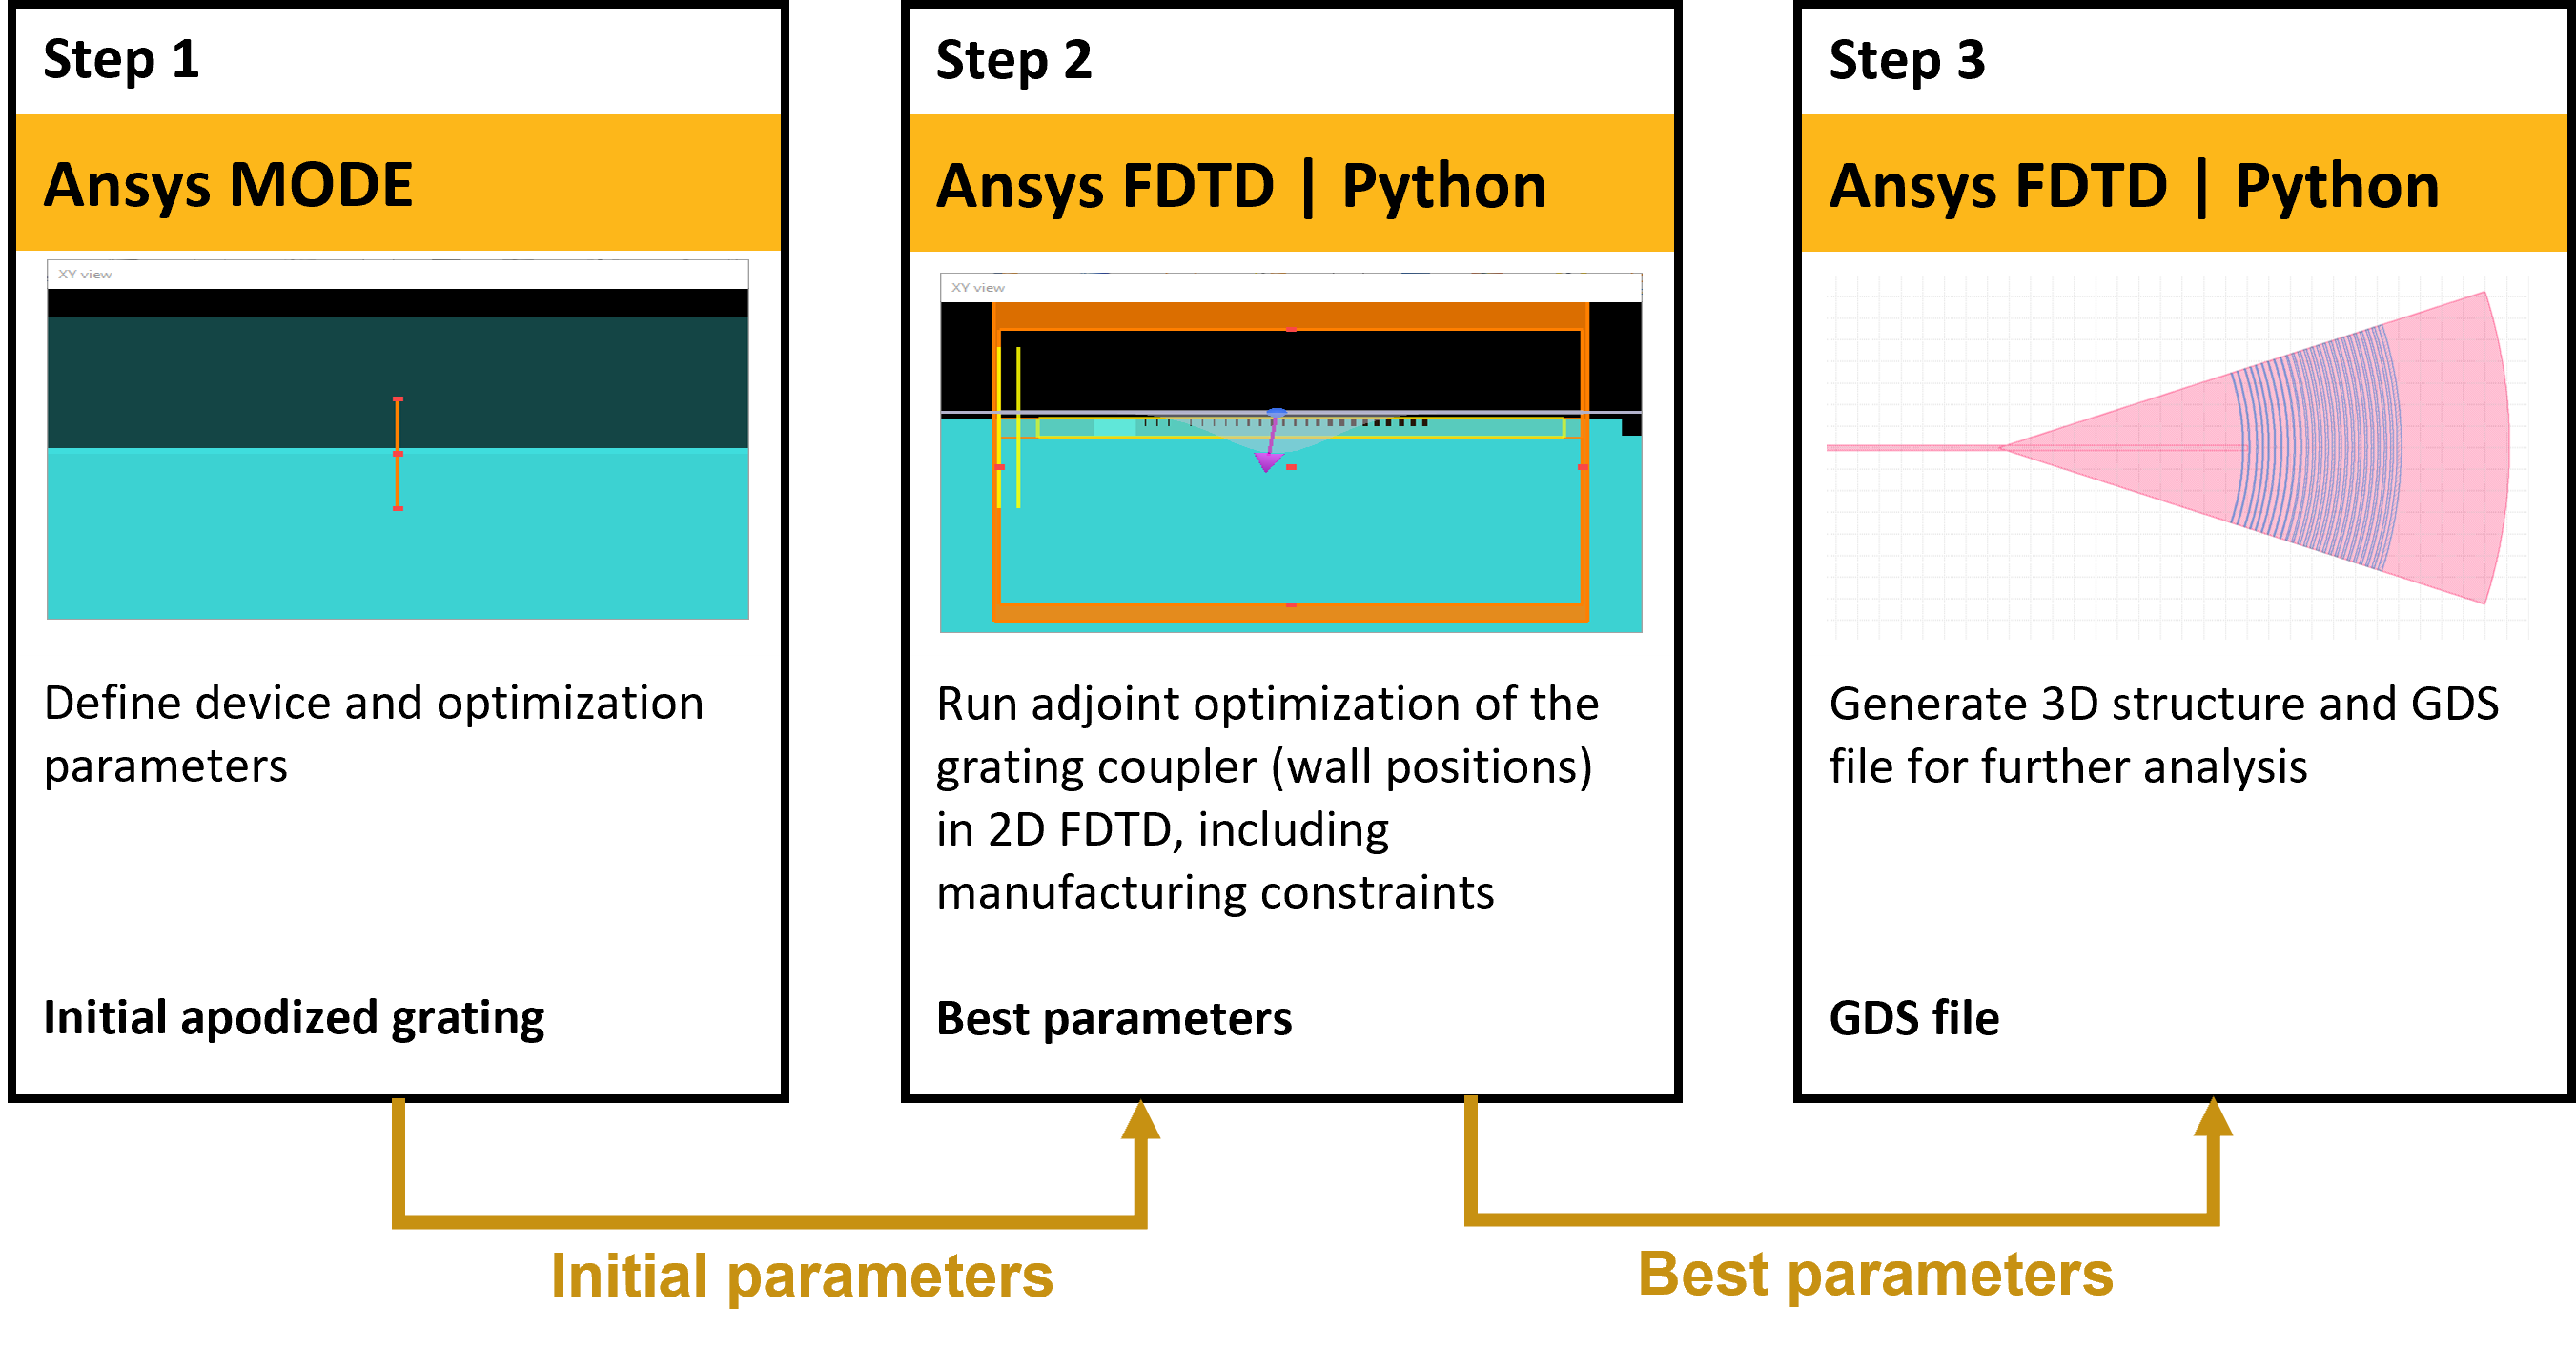 Step 1
Ansys MODE
XY view
Define device and optimization
parameters
Initial apodized grating
Step 2
Ansys FDTD | Python
XY view
Run adjoint optimization of the
grating coupler (wall positions)
in 2D FDTD, including
manufacturing constraints
Best parameters
Step 3
Ansys FDTD | Python
Generate 3D structure and GDS
file for further analysis
GDS file
Initial parameters
Best parameters